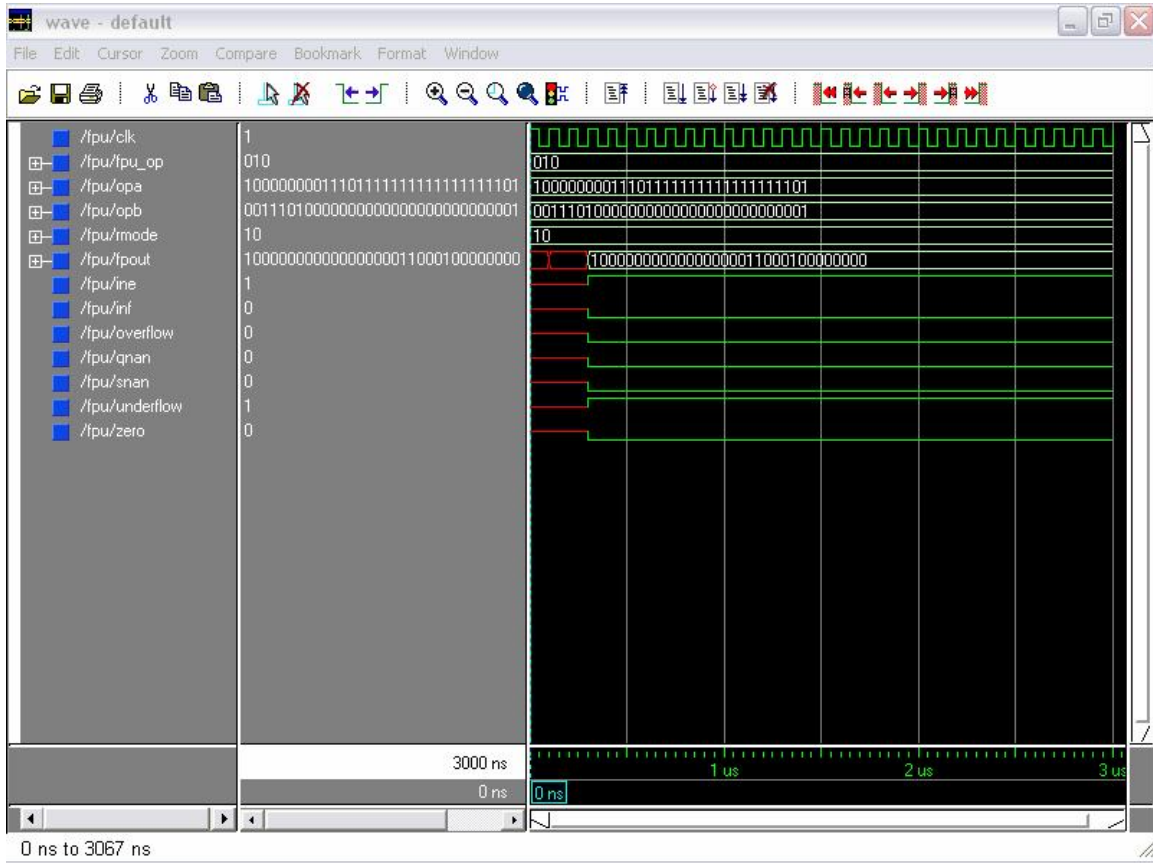 wave - default
File Edit Cursor Zoom Compare Bookmark Format Window
/fpu/clk 1
/fpu/fpu_op 010 010
/fpu/opa 10000000011101111111111111111101 10000000011101111111111111111101
/fpu/opb 00111101000000000000000000000001 00111101000000000000000000000001
/fpu/rmode 10 10
/fpu/fpout 10000000000000000011000100000000 10000000000000000011000100000000
/fpu/ine 1
/fpu/inf 0
/fpu/overflow 0
/fpu/qnan 0
/fpu/snan 0
/fpu/underflow 1
/fpu/zero 0
3000 ns 1 us 2 us 3 us
0 ns 0 ns
0 ns to 3067 ns